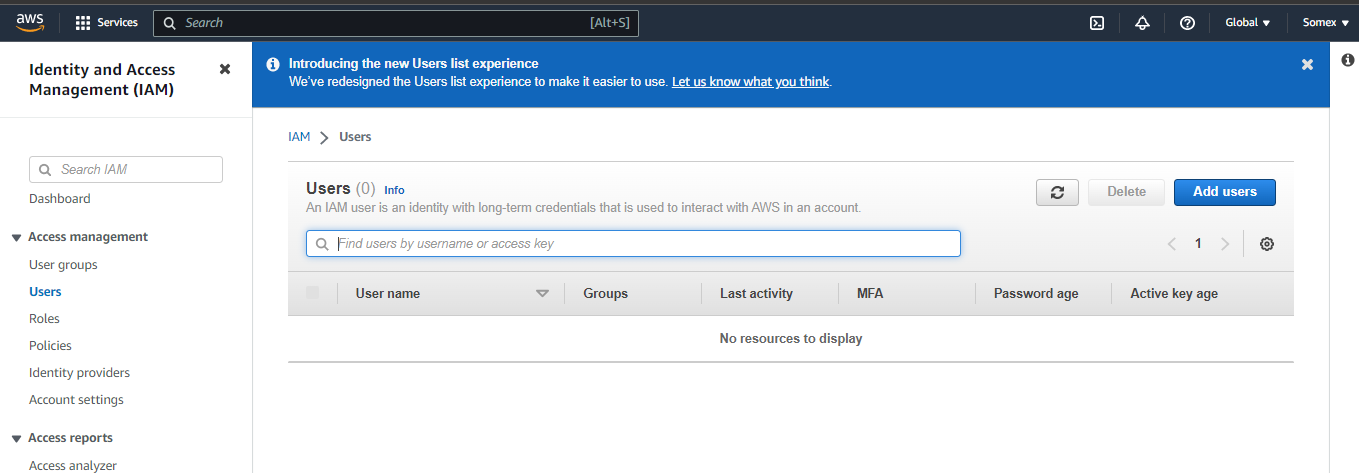 aws Services Search [Alt+S] Global Somex
Identity and Access
Management (IAM)
Search IAM
Dashboard
Access management
User groups
Users
Roles
Policies
Identity providers
Account settings
Access reports
Access analyzer
Introducing the new Users list experience
We've redesigned the Users list experience to make it easier to use. Let us know what you think.
IAM > Users
Users (0) Info
An IAM user is an identity with long-term credentials that is used to interact with AWS in an account.
Delete Add users
Find users by username or access key
1
User name Groups Last activity MFA Password age Active key age
No resources to display